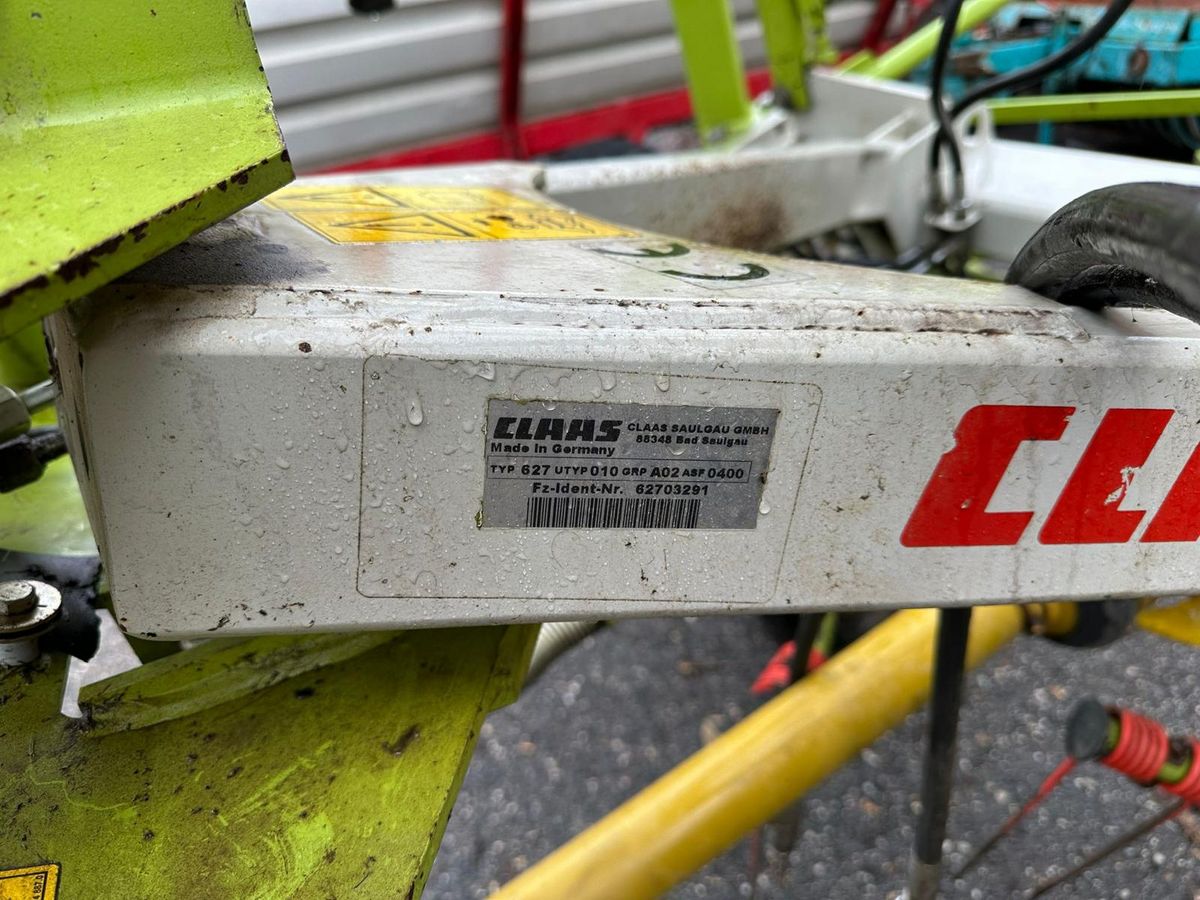 CLAAS CLAAS SAULGAU GMBH
Made in Germany 88348 Bad Saulgau
TYP 627 UTYP 010 GRP A02 ASF 0400
Fz-Ident-Nr. 62703291
CE